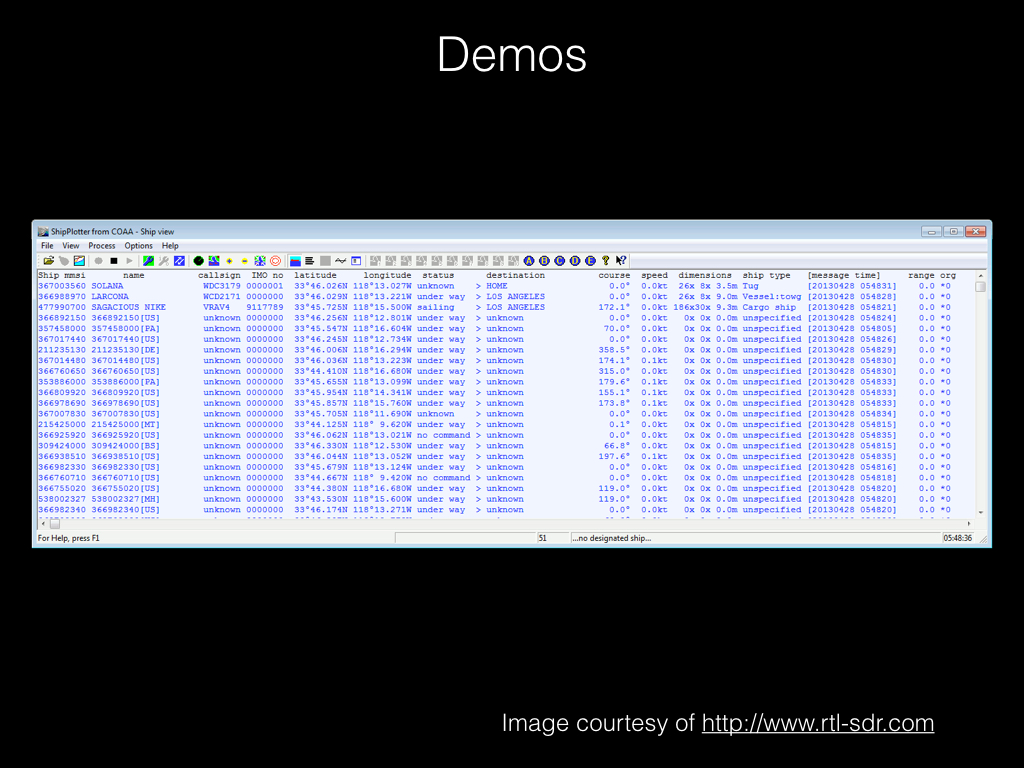 Demos
ShipPlotter from COAA - Ship view
File View Process Options Help
Ship mmsi name callsign IMO no latitude longitude status destination course speed dimensions ship type [message time] range org
367003560 SOLANA WDC3179 0000001 33°46.026N 118°13.027W unknown > HOME 0.0° 0.0kt 26x 8x 3.5m Tug [20130428 054831] 0.0 *0
366988970 LARCONA WCD2171 0000000 33°46.029N 118°13.221W under way > LOS ANGELES 0.0° 0.0kt 26x 8x 9.0m Vessel:towg [20130428 054828] 0.0 *0
477990700 SAGACIOUS NIKE VRAV4 9117789 33°45.725N 118°15.500W sailing > LOS ANGELES 172.1° 0.0kt 186x30x 9.3m Cargo ship [20130428 054821] 0.0 *0
366892150 366892150[US] unknown 0000000 33°46.256N 118°12.801W under way > unknown 0.0° 0.0kt 0x 0x 0.0m unspecified [20130428 054824] 0.0 *0
357458000 357458000[PA] unknown 0000000 33°45.547N 118°16.604W under way > unknown 70.0° 0.0kt 0x 0x 0.0m unspecified [20130428 054805] 0.0 *0
367017440 367017440[US] unknown 0000000 33°46.245N 118°12.734W under way > unknown 0.0° 0.0kt 0x 0x 0.0m unspecified [20130428 054826] 0.0 *0
211235130 211235130[DE] unknown 0000000 33°46.006N 118°16.294W under way > unknown 358.5° 0.0kt 0x 0x 0.0m unspecified [20130428 054829] 0.0 *0
367014480 367014480[US] unknown 0000000 33°46.036N 118°13.223W under way > unknown 174.1° 0.1kt 0x 0x 0.0m unspecified [20130428 054830] 0.0 *0
366760650 366760650[US] unknown 0000000 33°44.410N 118°16.680W under way > unknown 315.0° 0.0kt 0x 0x 0.0m unspecified [20130428 054830] 0.0 *0
353886000 353886000[PA] unknown 0000000 33°45.655N 118°13.099W under way > unknown 179.6° 0.1kt 0x 0x 0.0m unspecified [20130428 054833] 0.0 *0
366809920 366809920[US] unknown 0000000 33°45.954N 118°14.341W under way > unknown 155.1° 0.1kt 0x 0x 0.0m unspecified [20130428 054833] 0.0 *0
366978690 366978690[US] unknown 0000000 33°45.857N 118°15.760W under way > unknown 173.8° 0.1kt 0x 0x 0.0m unspecified [20130428 054833] 0.0 *0
367007830 367007830[US] unknown 0000000 33°45.705N 118°11.690W unknown > unknown 0.0° 0.0kt 0x 0x 0.0m unspecified [20130428 054834] 0.0 *0
215425000 215425000[MT] unknown 0000000 33°44.125N 118° 9.620W under way > unknown 0.1° 0.0kt 0x 0x 0.0m unspecified [20130428 054815] 0.0 *0
366925920 366925920[US] unknown 0000000 33°46.062N 118°13.021W no command > unknown 0.0° 0.0kt 0x 0x 0.0m unspecified [20130428 054835] 0.0 *0
309424000 309424000[BS] unknown 0000000 33°44.338N 118°12.530W under way > unknown 66.8° 0.0kt 0x 0x 0.0m unspecified [20130428 054815] 0.0 *0
366938510 366938510[US] unknown 0000000 33°46.044N 118°13.052W under way > unknown 197.6° 0.1kt 0x 0x 0.0m unspecified [20130428 054835] 0.0 *0
366982330 366982330[US] unknown 0000000 33°45.679N 118°13.124W under way > unknown 0.0° 0.0kt 0x 0x 0.0m unspecified [20130428 054816] 0.0 *0
366760710 366760710[US] unknown 0000000 33°44.667N 118° 9.420W no command > unknown 0.0° 0.0kt 0x 0x 0.0m unspecified [20130428 054818] 0.0 *0
366755020 366755020[US] unknown 0000000 33°44.380N 118°16.680W under way > unknown 119.0° 0.0kt 0x 0x 0.0m unspecified [20130428 054820] 0.0 *0
538002327 538002327[MH] unknown 0000000 33°43.530N 118°15.600W under way > unknown 119.0° 0.0kt 0x 0x 0.0m unspecified [20130428 054820] 0.0 *0
366982340 366982340[US] unknown 0000000 33°46.174N 118°13.271W under way > unknown 0.0° 0.0kt 0x 0x 0.0m unspecified [20130428 054820] 0.0 *0
For Help, press F1 51 ...no designated ship... 05:48:36
Image courtesy of http://www.rtl-sdr.com